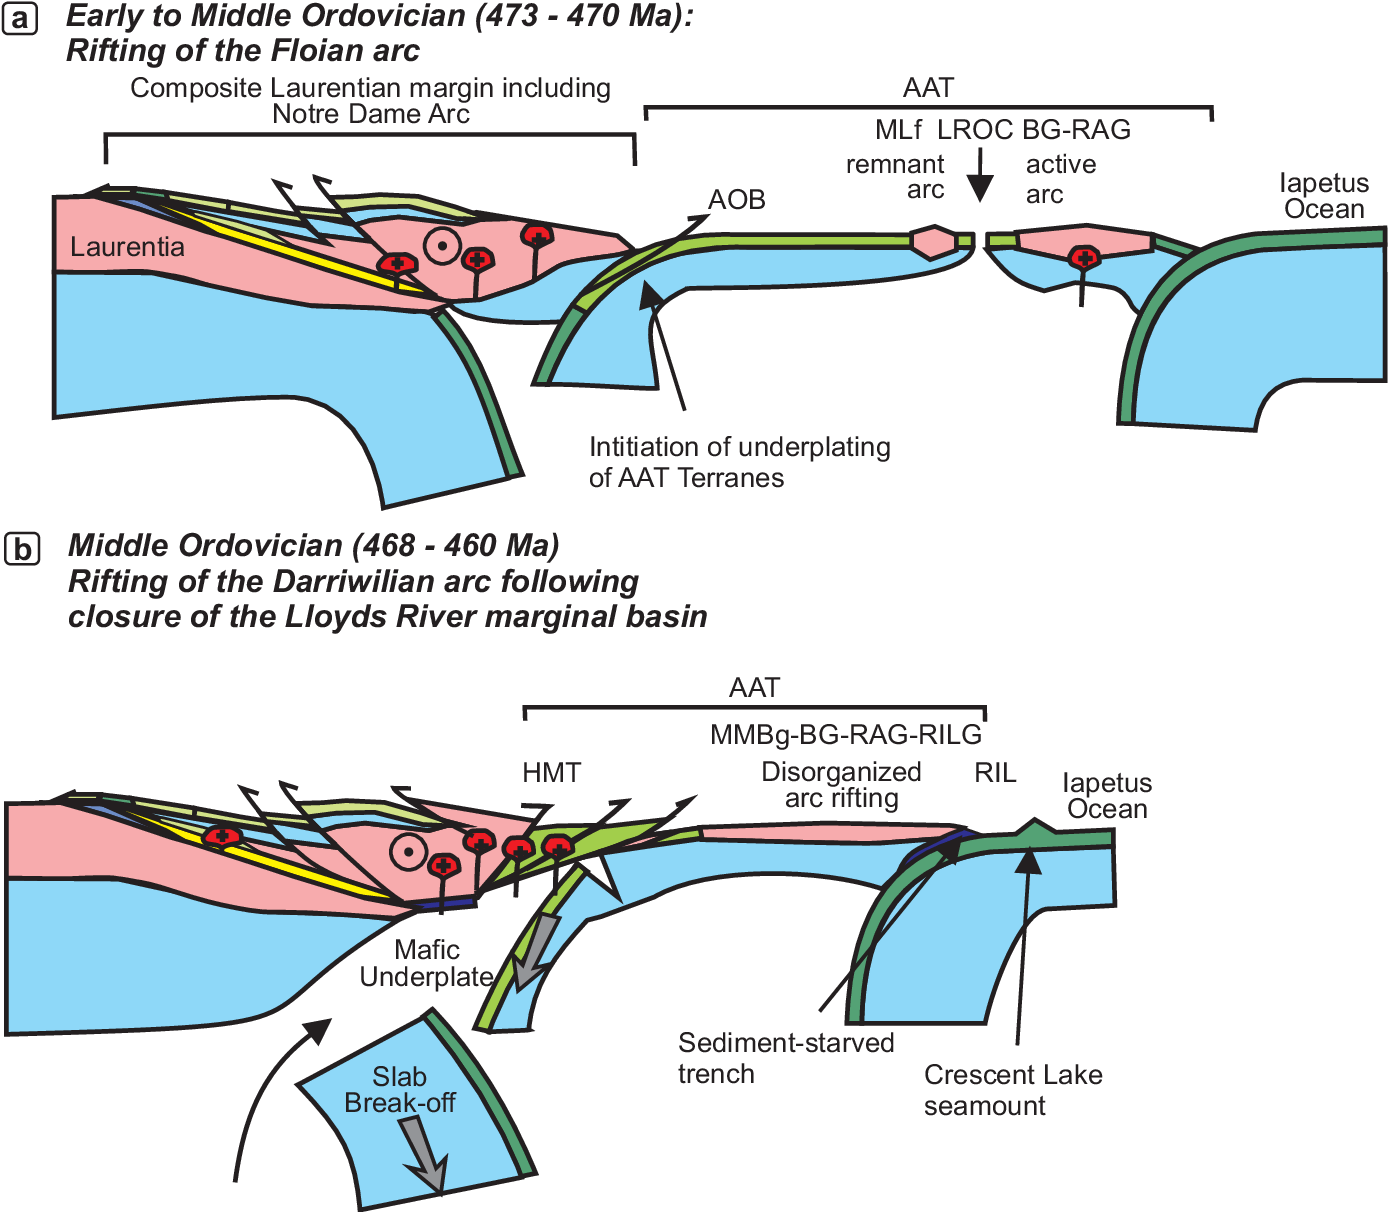 a
Early to Middle Ordovician (473 - 470 Ma):
Rifting of the Floian arc
Composite Laurentian margin including
Notre Dame Arc
AAT
MLf LROC BG-RAG
remnant
arc
active
arc
AOB
Iapetus
Ocean
Laurentia
Intitiation of underplating
of AAT Terranes
b
Middle Ordovician (468 - 460 Ma)
Rifting of the Darriwilian arc following
closure of the Lloyds River marginal basin
AAT
MMBg-BG-RAG-RILG
HMT
Disorganized
arc rifting
RIL
Iapetus
Ocean
Mafic
Underplate
Sediment-starved
trench
Crescent Lake
seamount
Slab
Break-off